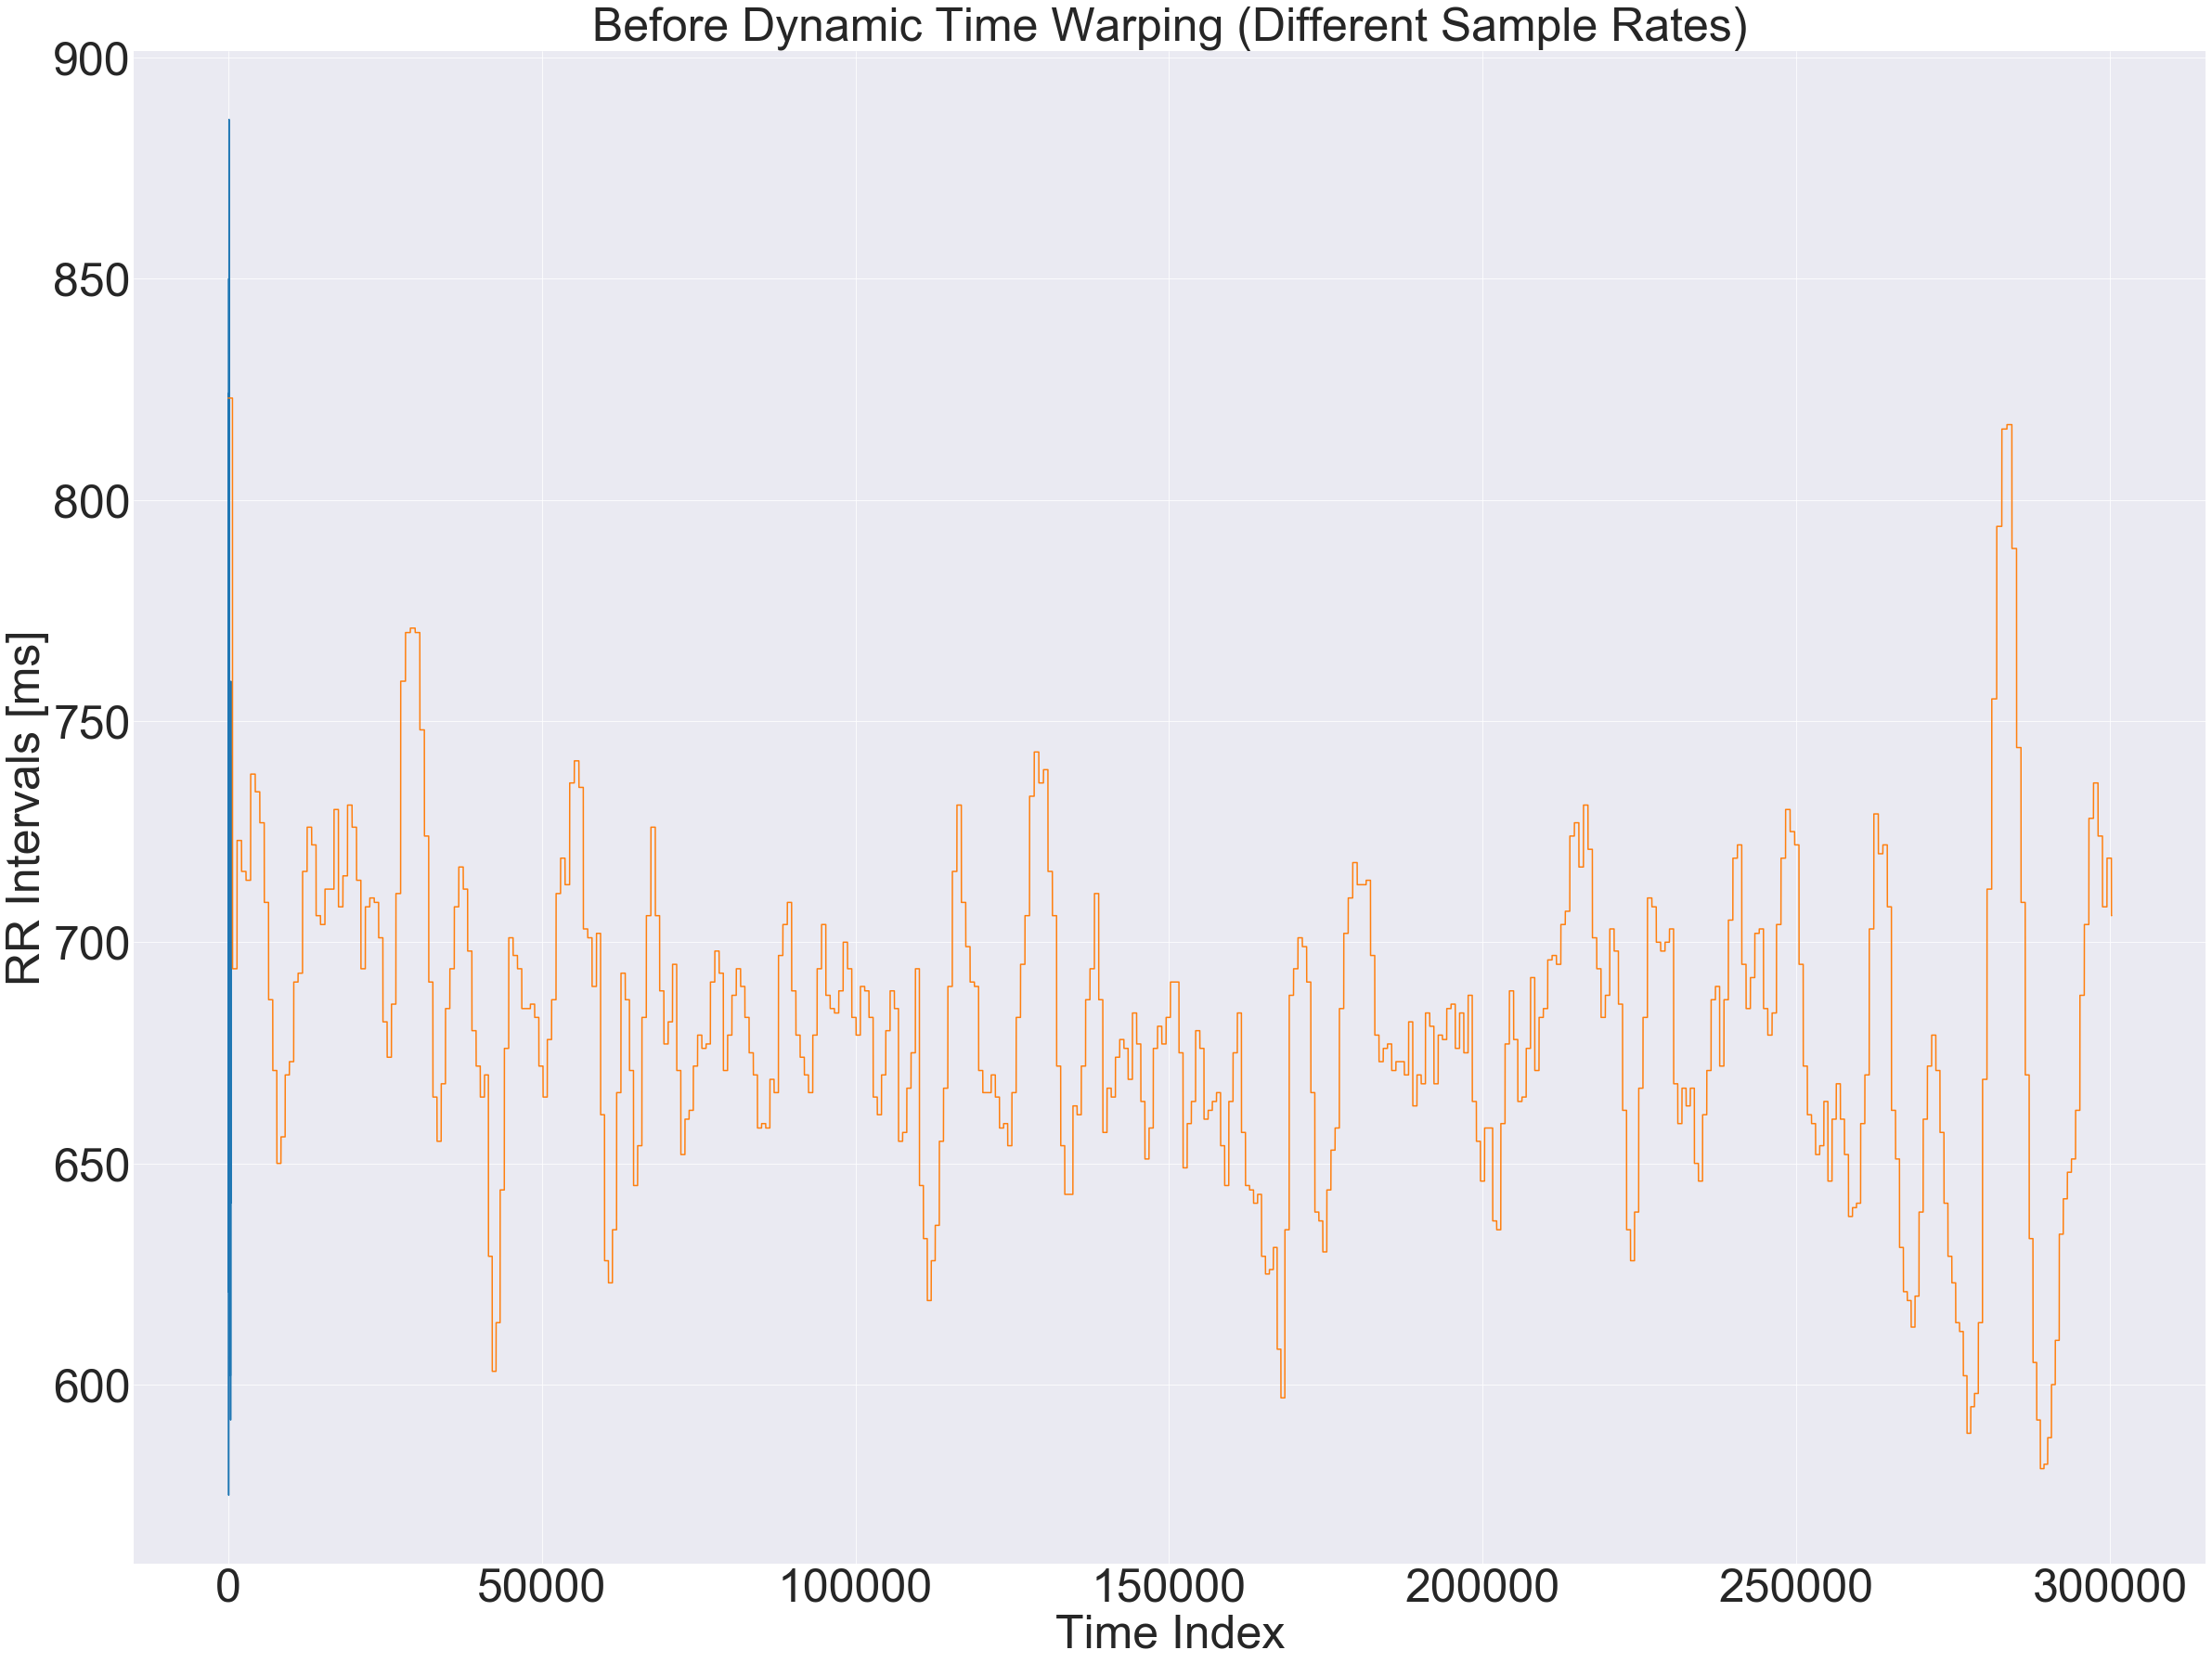 Before Dynamic Time Warping (Different Sample Rates)
900
850
800
750
700
650
600
RR Intervals [ms]
0 50000 100000 150000 200000 250000 300000
Time Index